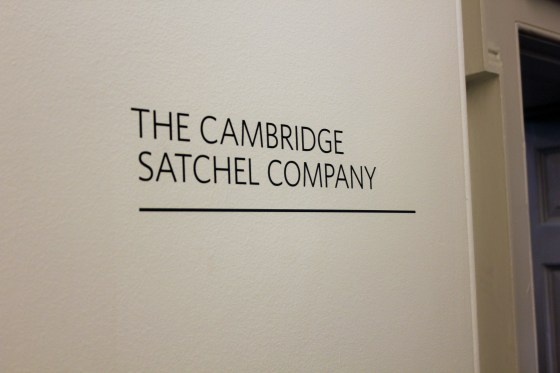 THE CAMBRIDGE
SATCHEL COMPANY